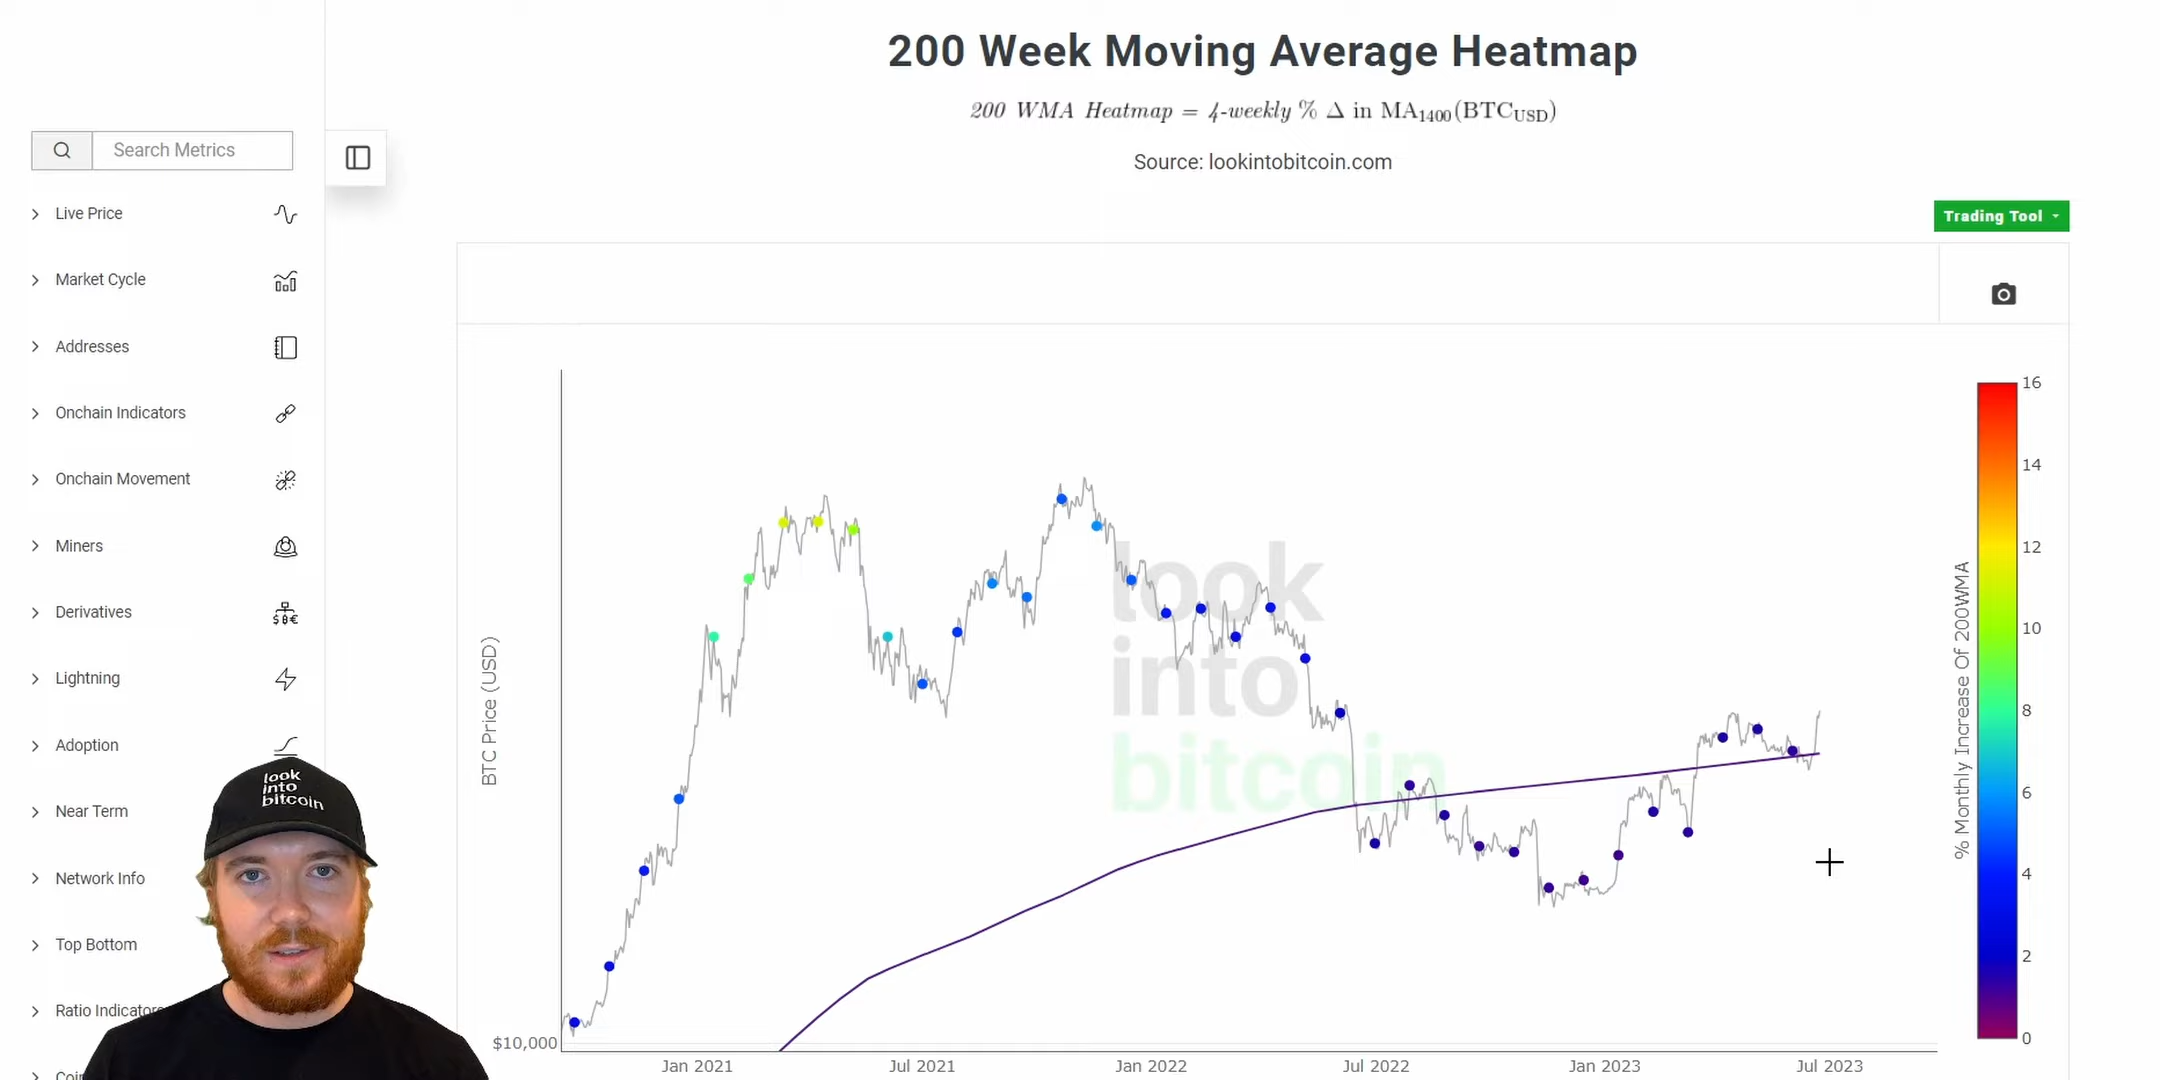 200 Week Moving Average Heatmap
200 WMA Heatmap = 4-weekly % Δ in MA1400(BTCUSD)
Source: lookintobitcoin.com
Search Metrics
Trading Tool
Live Price
Market Cycle
Addresses
Onchain Indicators
Onchain Movement
Miners
Derivatives
Lightning
Adoption
Near Term
Network Info
Top Bottom
Ratio Indicators
look
into
bitcoin
BTC Price (USD)
$10,000
look
into
bitcoin
Jan 2021
Jul 2021
Jan 2022
Jul 2022
Jan 2023
Jul 2023
% Monthly Increase Of 200WMA
16
14
12
10
8
6
4
2
0